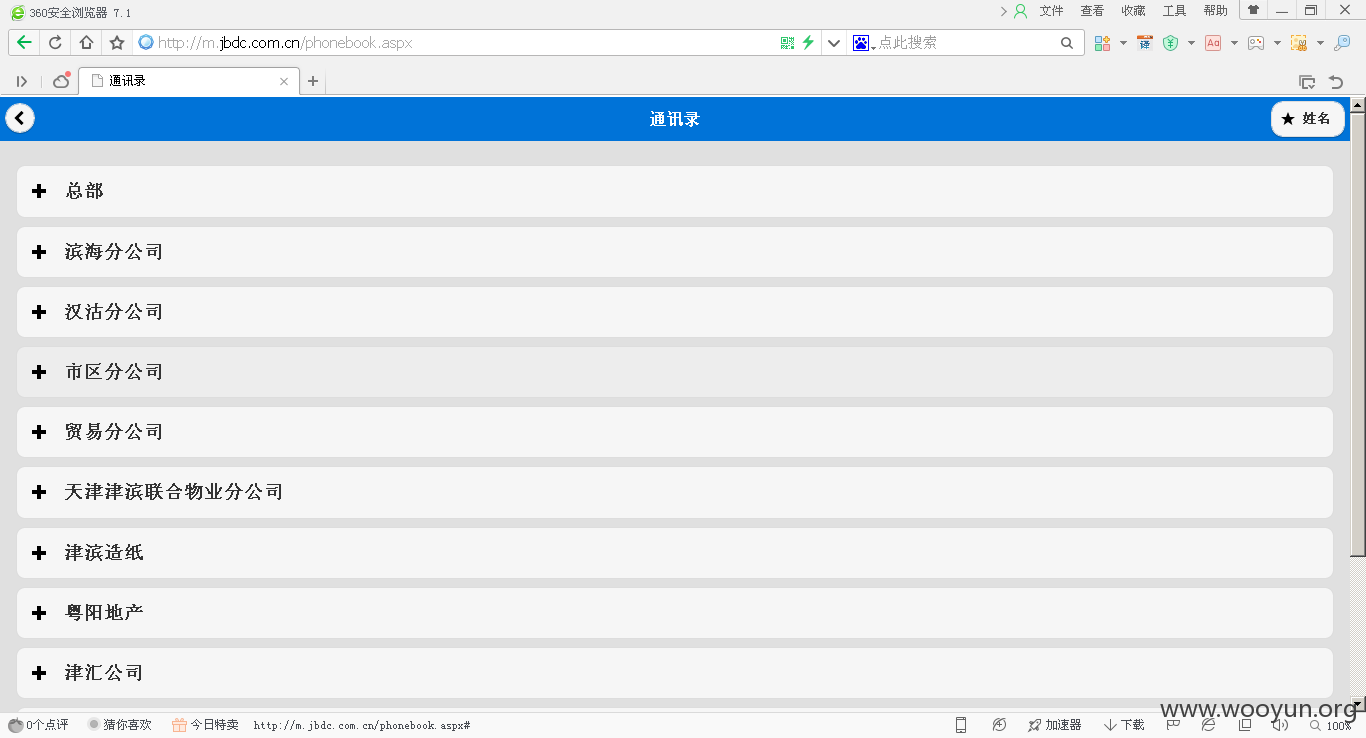 360安全浏览器 7.1
文件 查看 收藏 工具 帮助
http://m.jbdc.com.cn/phonebook.aspx
点此搜索
通讯录
通讯录
姓名
总部
滨海分公司
汉沽分公司
市区分公司
贸易分公司
天津津滨联合物业分公司
津滨造纸
粤阳地产
津汇公司
www.wooyun.org
0个点评 猜你喜欢 今日特卖 http://m.jbdc.com.cn/phonebook.aspx# 加速器 下载 100%